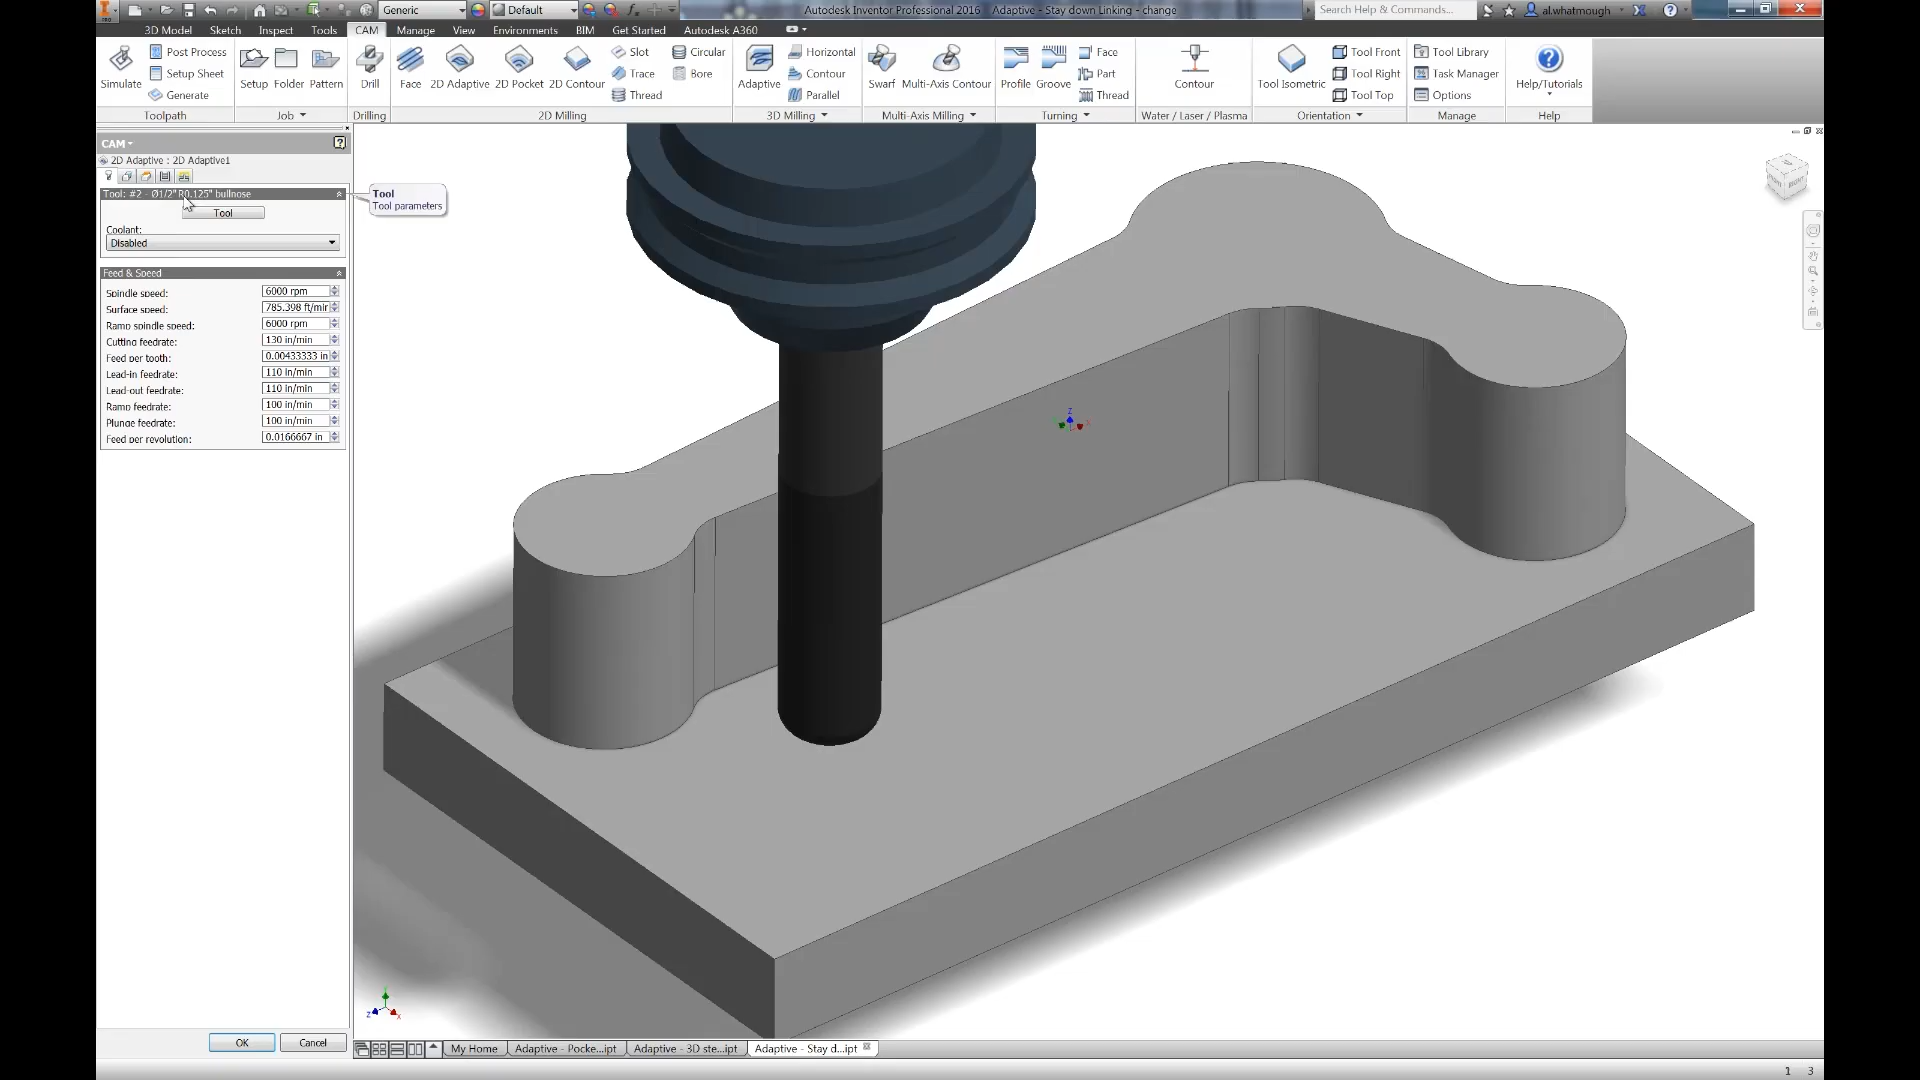 Generic
Default
Autodesk Inventor Professional 2016 Adaptive - Stay down Linking - change
Search Help & Commands...
al.whatmough
PRO
3D Model Sketch Inspect Tools CAM Manage View Environments BIM Get Started Autodesk A360
Simulate
Post Process
Setup Sheet
Generate
Toolpath
Setup Folder Pattern
Job
Drill
Drilling
Face 2D Adaptive 2D Pocket 2D Contour
Slot
Trace
Thread
Circular
Bore
2D Milling
Adaptive
Horizontal
Contour
Parallel
3D Milling
Swarf Multi-Axis Contour
Multi-Axis Milling
Profile Groove
Face
Part
Thread
Turning
Contour
Water / Laser / Plasma
Tool Isometric
Tool Front
Tool Right
Tool Top
Orientation
Tool Library
Task Manager
Options
Manage
Help/Tutorials
Help
CAM
2D Adaptive : 2D Adaptive1
Tool: #2 - Ø1/2" R0.125" bullnose
Tool
Coolant:
Disabled
Tool
Tool parameters
Feed & Speed
Spindle speed: 6000 rpm
Surface speed: 785.398 ft/min
Ramp spindle speed: 6000 rpm
Cutting feedrate: 130 in/min
Feed per tooth: 0.00433333 in
Lead-in feedrate: 110 in/min
Lead-out feedrate: 110 in/min
Ramp feedrate: 100 in/min
Plunge feedrate: 100 in/min
Feed per revolution: 0.0166667 in
Z
Z X
OK Cancel
My Home Adaptive - Pocke...ipt Adaptive - 3D ste...ipt Adaptive - Stay d...ipt
1 3